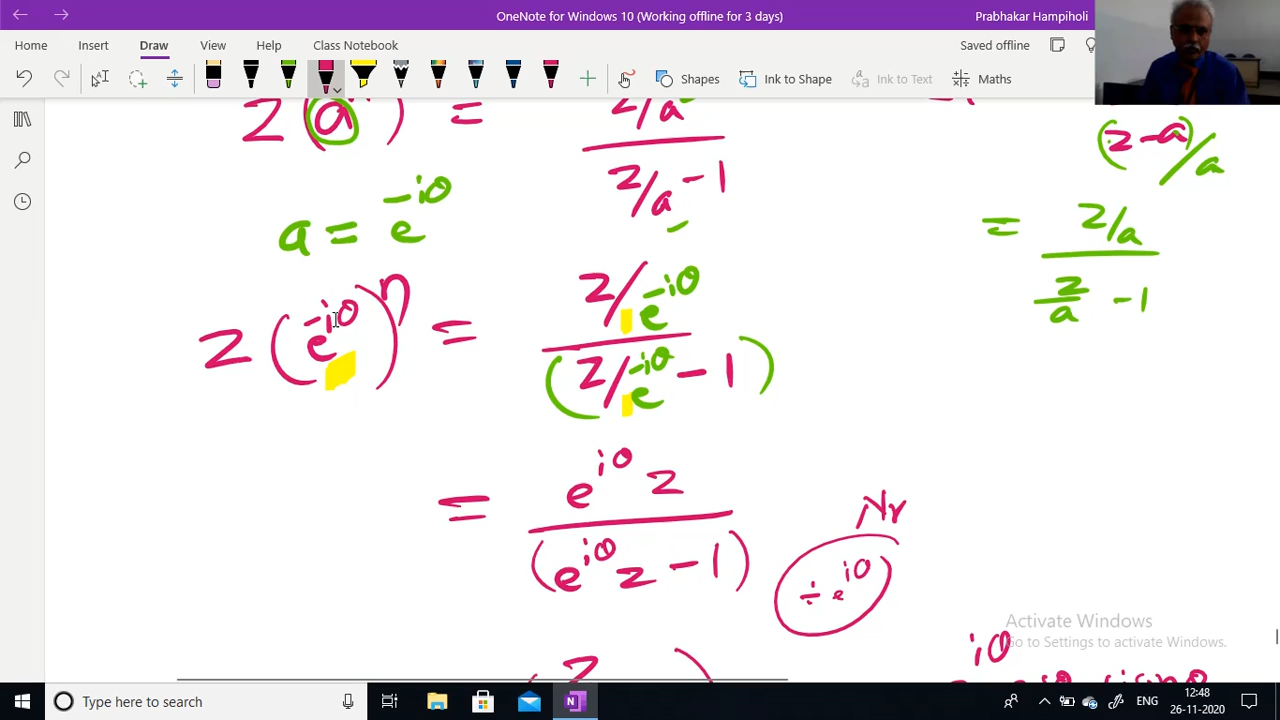 OneNote for Windows 10 (Working offline for 3 days)
Prabhakar Hampiholi
Home Insert Draw View Help Class Notebook
Saved offline
Shapes Ink to Shape Ink to Text Maths
Z (a ) =
z/a
z/a - 1
(z - a)/a
a = e^{-iθ}
= z/a
z/a - 1
Z (e^{-iθ})^n = z/e^{-iθ}
(z/e^{-iθ} - 1)
= e^{iθ} z
(e^{iθ} z - 1)
Nr
÷ e^{iθ}
z )
iθ
Activate Windows
Go to Settings to activate Windows.
Type here to search
ENG
12:48
26-11-2020